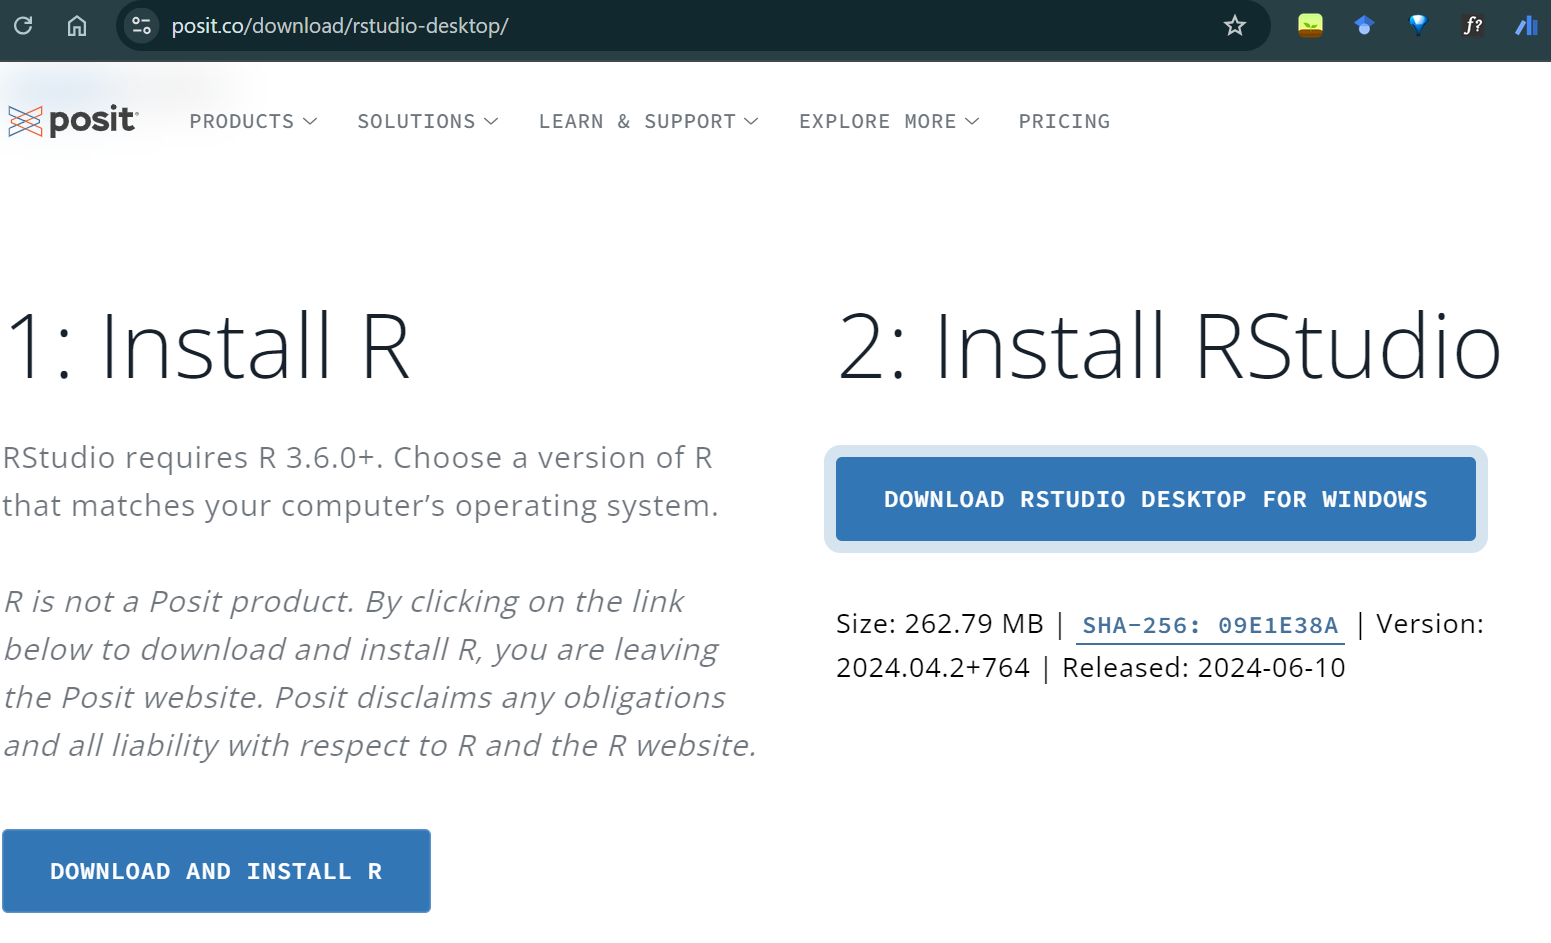 posit.co/download/rstudio-desktop/
f?
posit
PRODUCTS
SOLUTIONS
LEARN & SUPPORT
EXPLORE MORE
PRICING
1: Install R
RStudio requires R 3.6.0+. Choose a version of R
that matches your computer’s operating system.
R is not a Posit product. By clicking on the link
below to download and install R, you are leaving
the Posit website. Posit disclaims any obligations
and all liability with respect to R and the R website.
DOWNLOAD AND INSTALL R
2: Install RStudio
DOWNLOAD RSTUDIO DESKTOP FOR WINDOWS
Size: 262.79 MB | SHA-256: 09E1E38A | Version:
2024.04.2+764 | Released: 2024-06-10